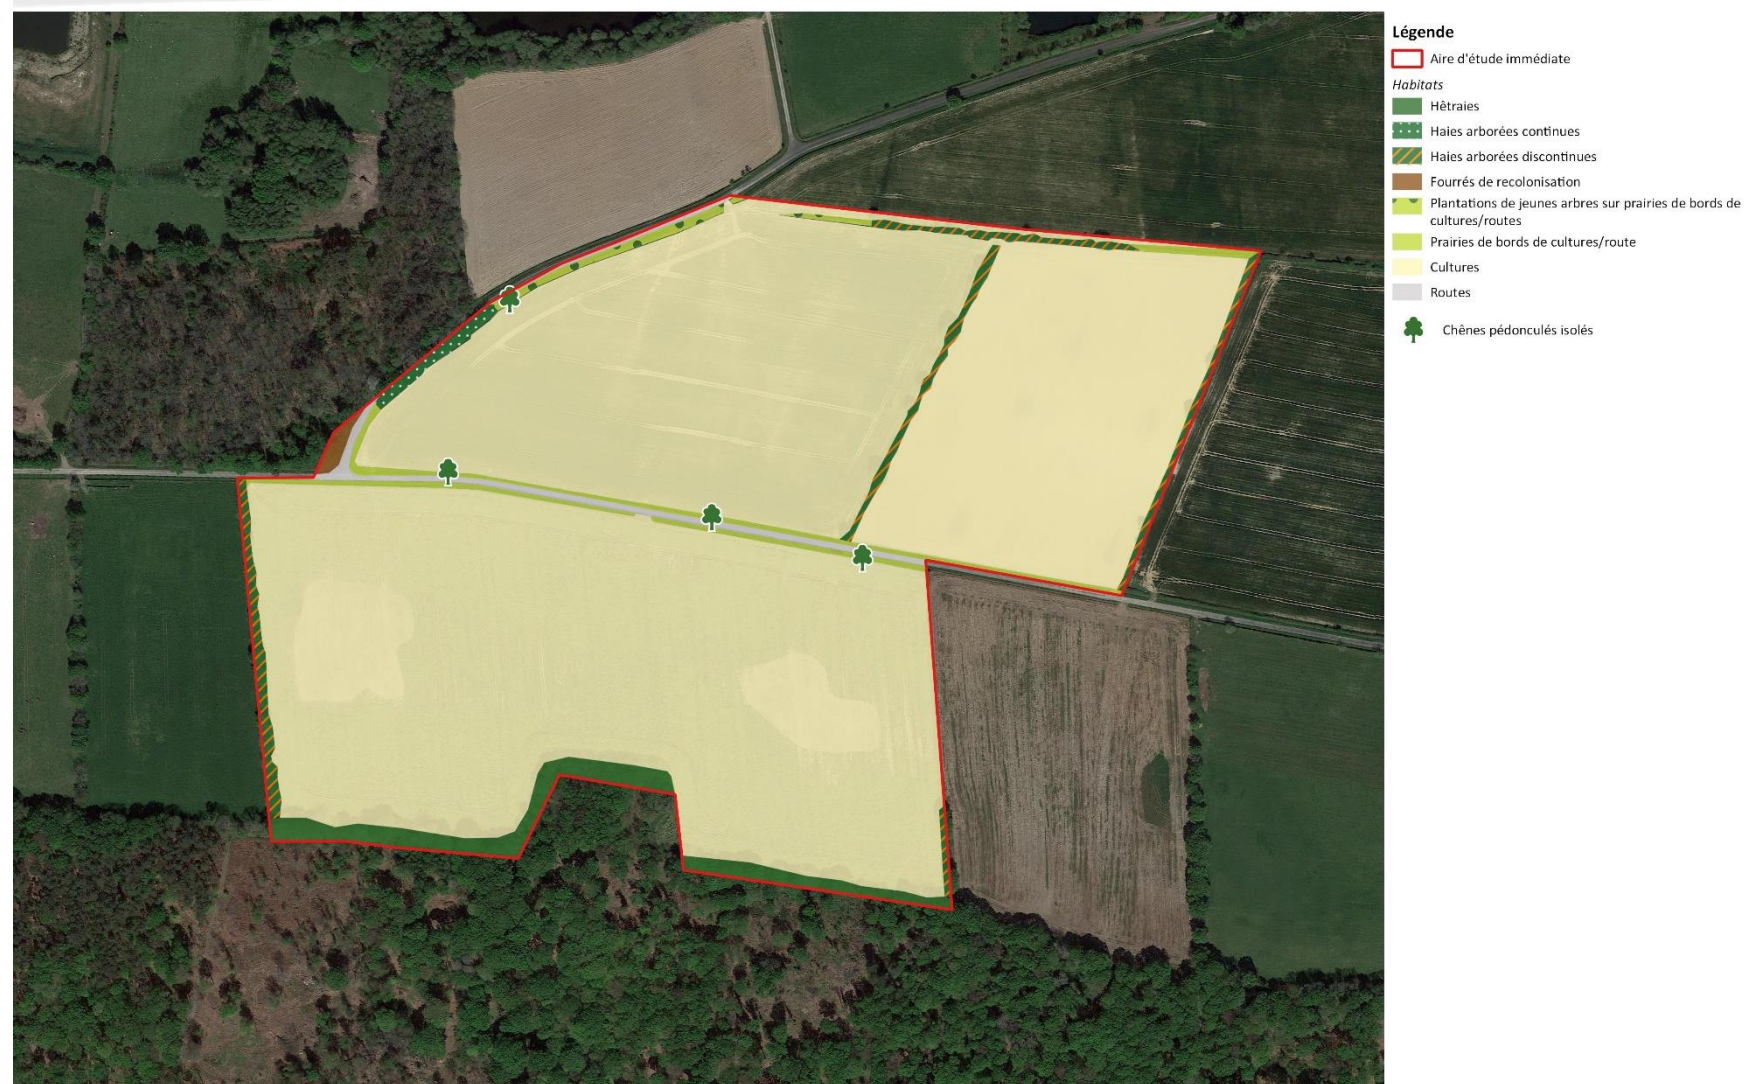 Légende
Aire d'étude immédiate
Habitats
Hêtraies
Haies arborées continues
Haies arborées discontinues
Fourrés de recolonisation
Plantations de jeunes arbres sur prairies de bords de
cultures/routes
Prairies de bords de cultures/route
Cultures
Routes
Chênes pédonculés isolés